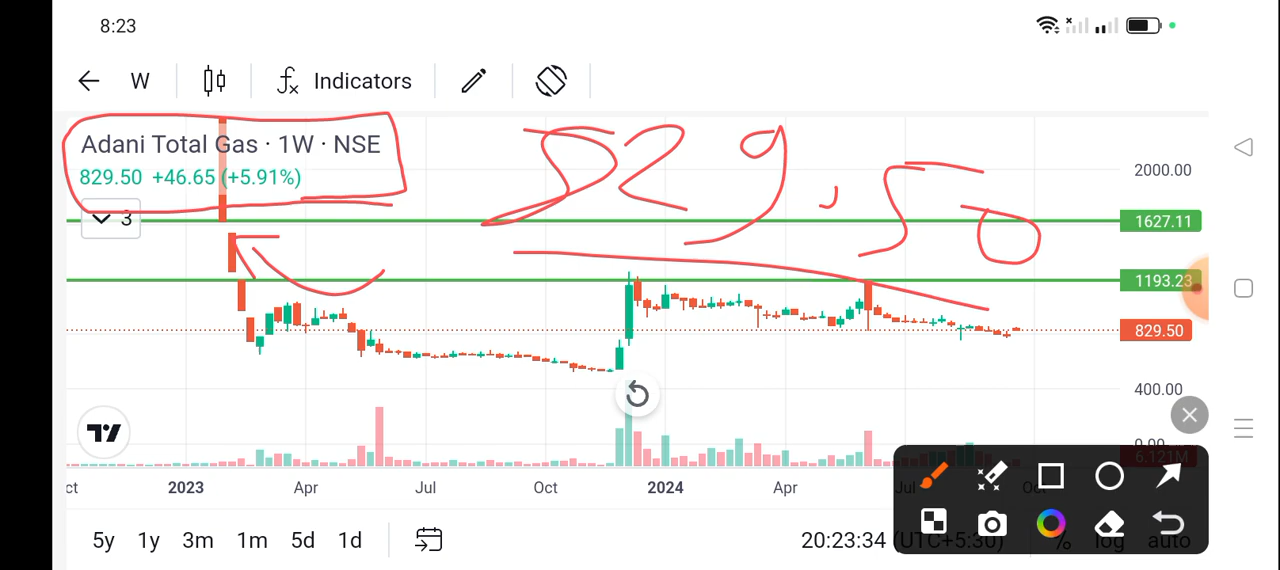 8:23
W Indicators
Adani Total Gas · 1W · NSE
829.50 +46.65 (+5.91%)
3
829.50
2000.00
1627.11
1193.23
829.50
400.00
0.00
6.121M
ct 2023 Apr Jul Oct 2024 Apr Jul Oct
5y 1y 3m 1m 5d 1d
20:23:34 (UTC+5:30) % log auto